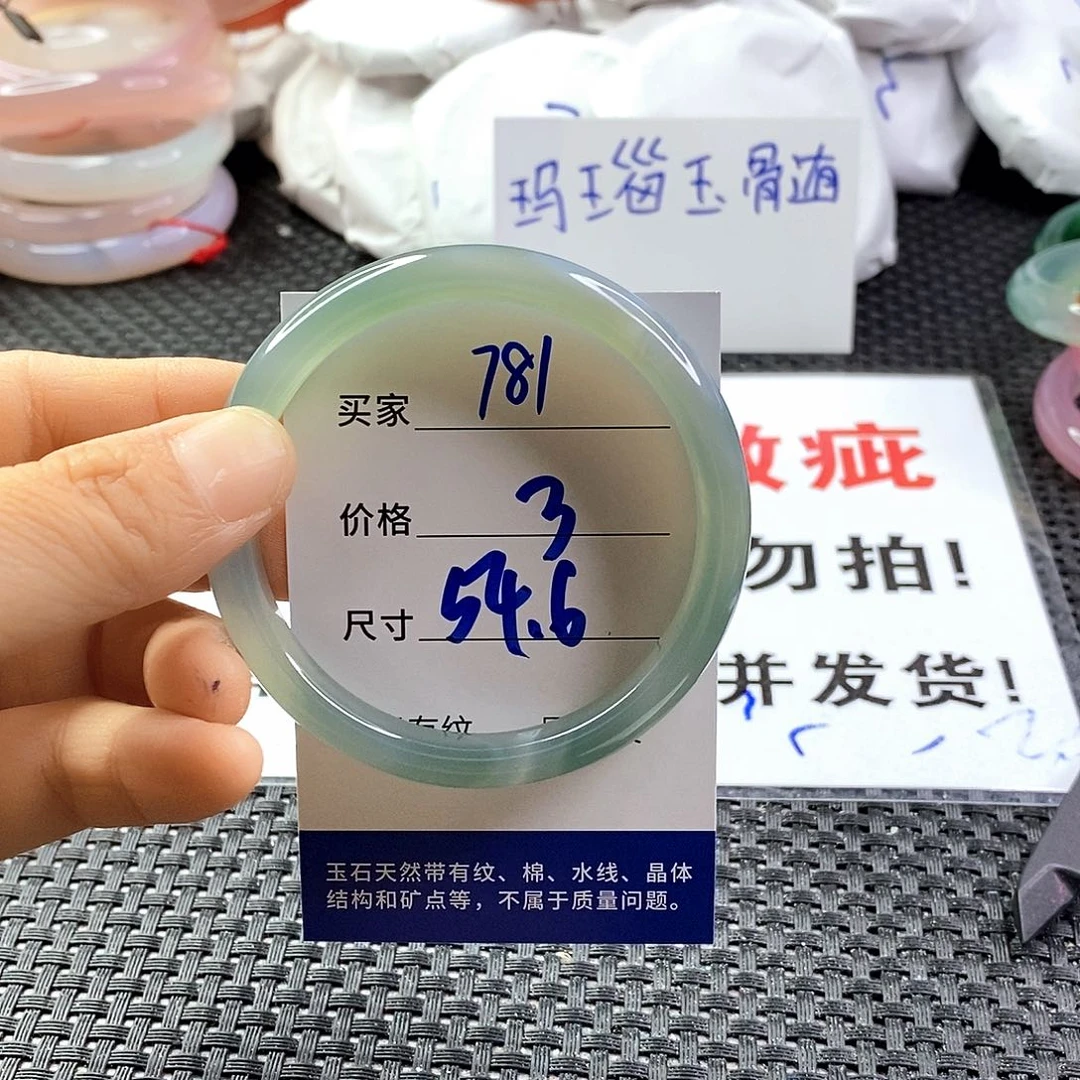 玛瑙玉骨髓
买家 781
价格 3
尺寸 54.6
玉石天然带有纹、棉、水线、晶体
结构和矿点等，不属于质量问题。
疵
勿拍！
并发货！